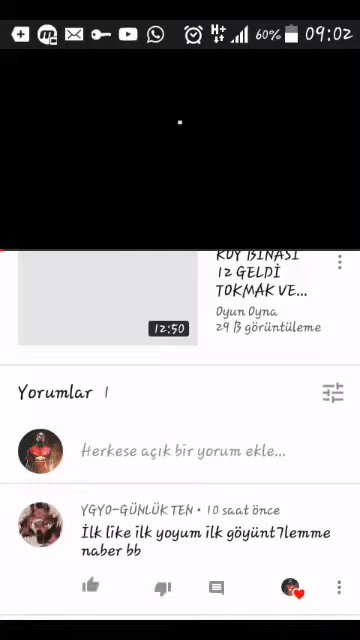 60% 09:02
KÖY BİNASI
12 GELDİ
TOKMAK VE...
Oyun Oyna
29 B görüntüleme
12:50
Yorumlar 1
Herkese açık bir yorum ekle...
YGYO-GÜNLÜK TEN • 10 saat önce
İlk like ilk yoyum ilk göyünt7lemme
naber bb